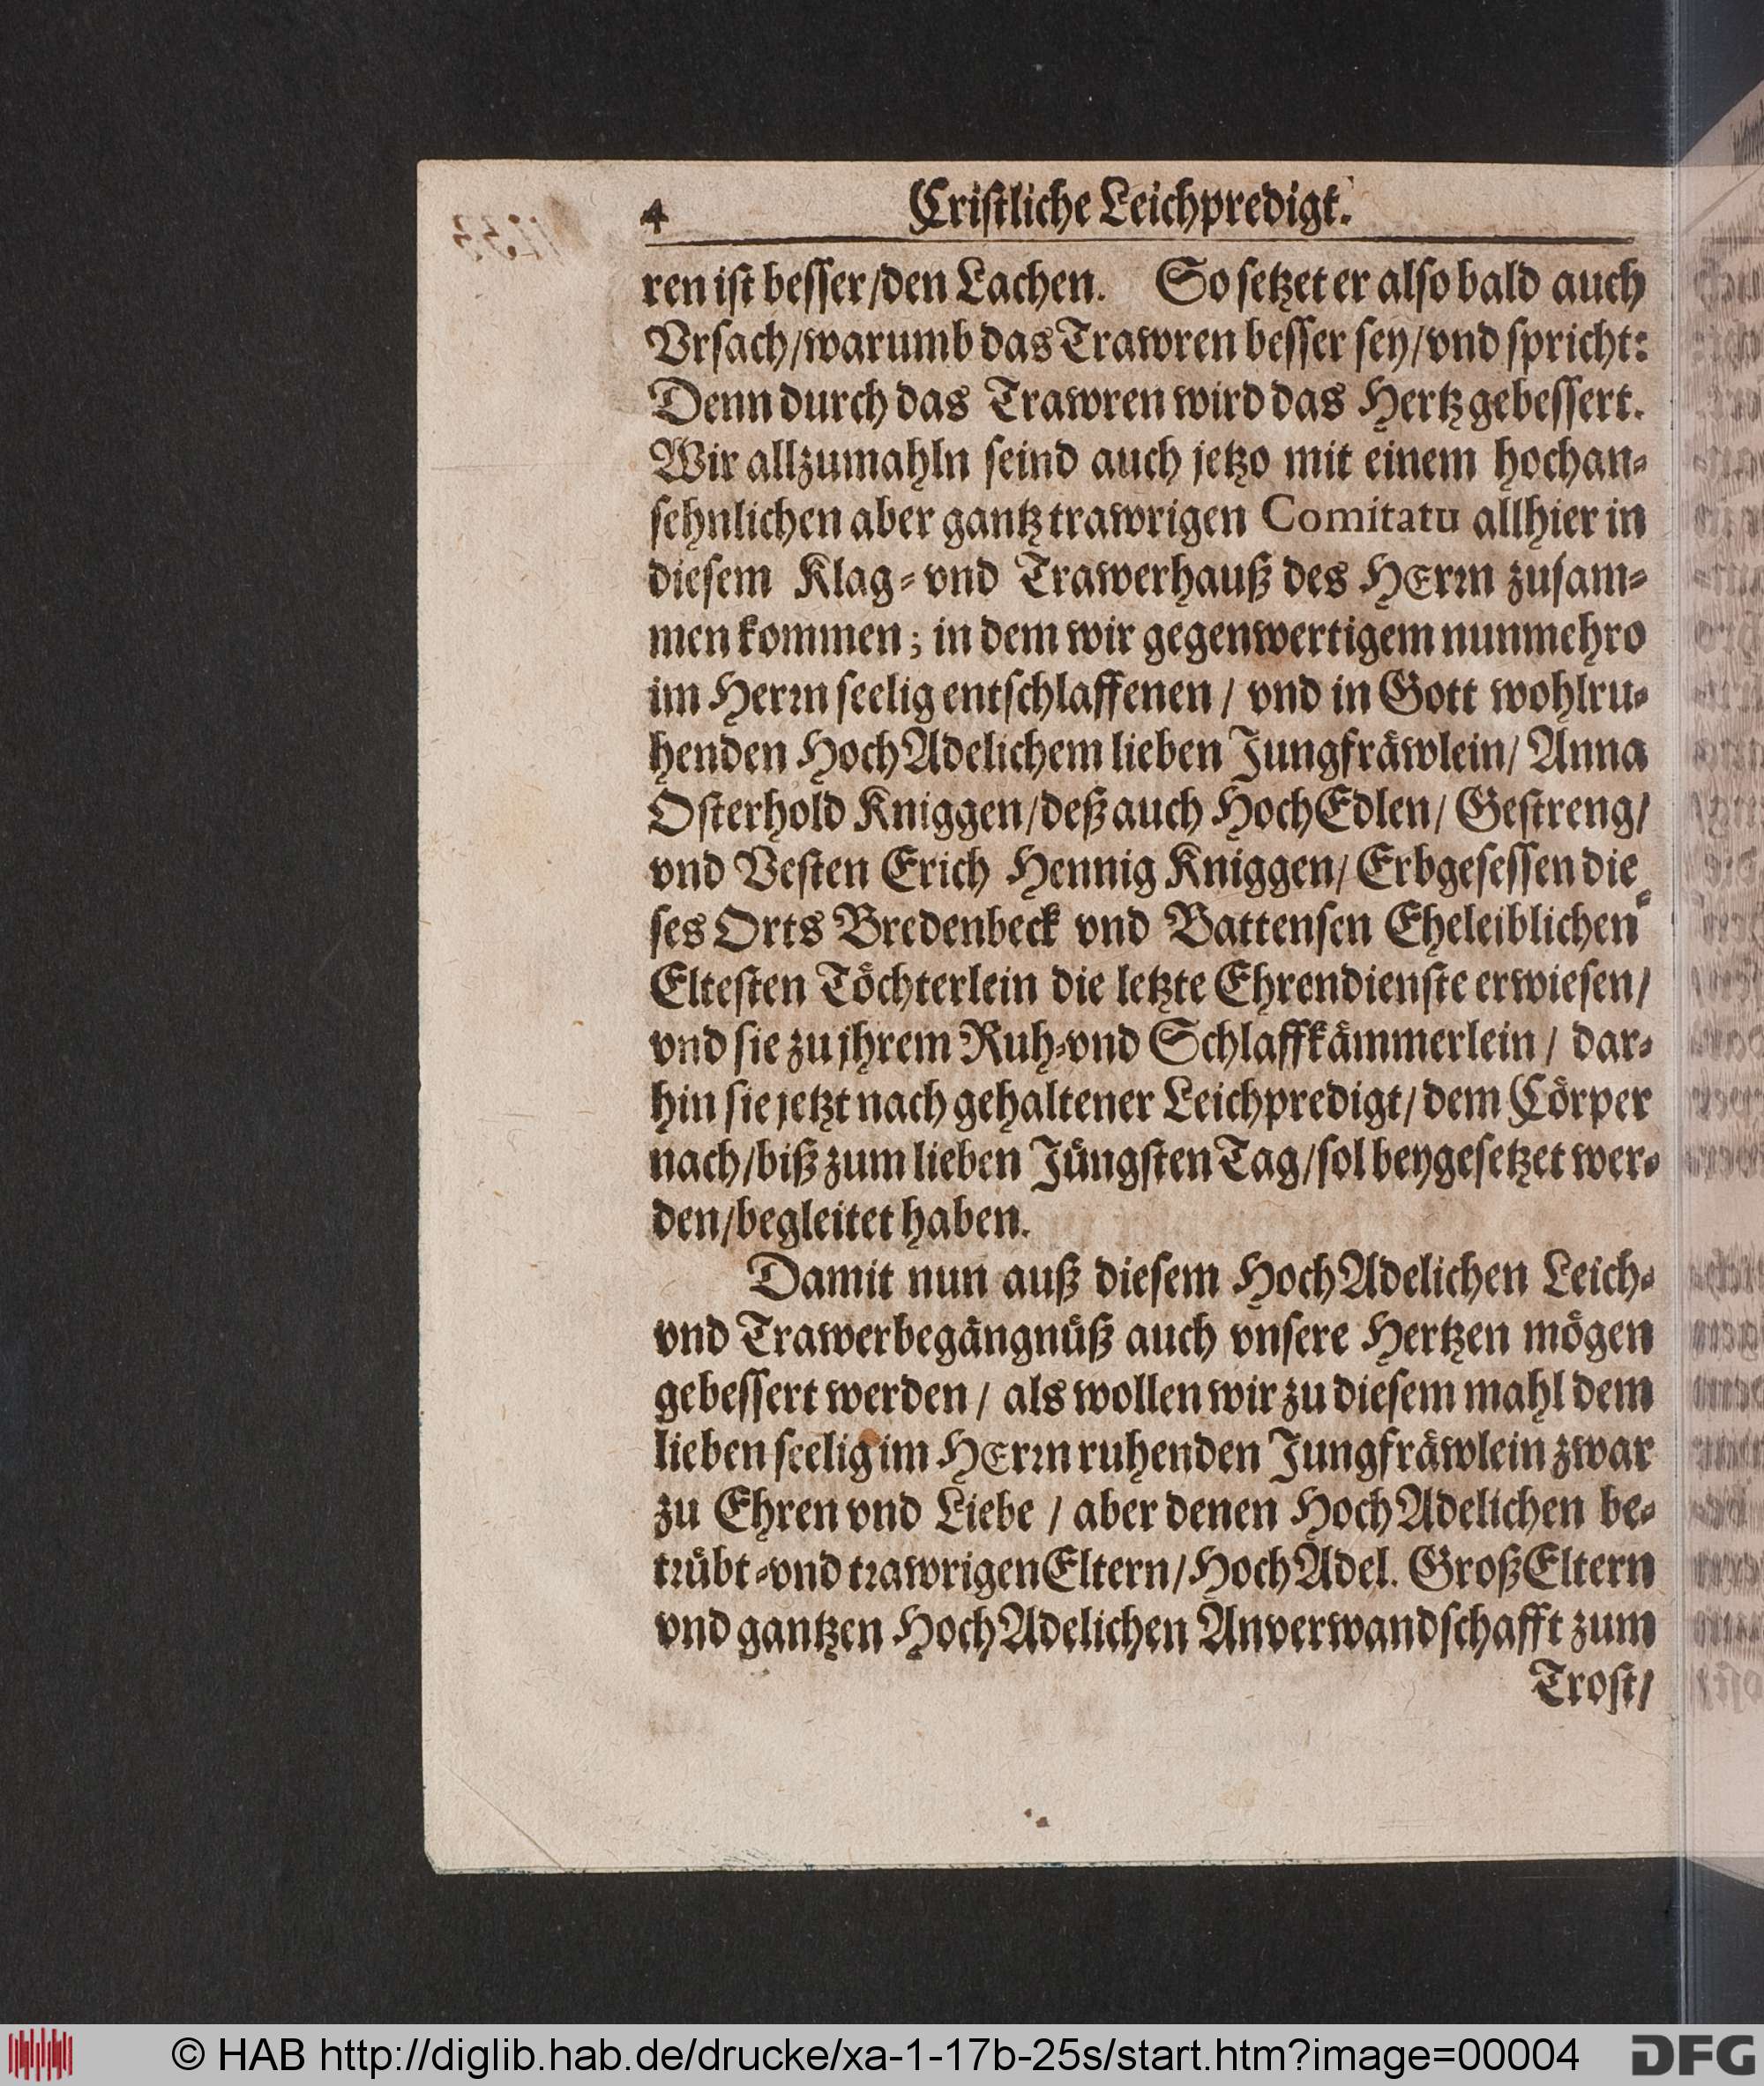 4 Cristliche Leichpredigt.
ren ist besser/den Lachen. So setzet er also bald auch
Vrsach/warumb das Trawren besser sey/vnd spricht:
Denn durch das Trawren wird das Hertz gebessert.
Wir allzumahln seind auch jetzo mit einem hochan-
sehnlichen aber gantz trawrigen Comitatu allhier in
diesem Klag-vnd Trawerhauß des HErrn zusam-
men kommen; in dem wir gegenwertigem nunmehro
im Herrn seelig entschlaffenen / vnd in Gott wohlru-
henden HochAdelichem lieben Jungfräwlein/ Anna
Osterhold Kniggen/deß auch HochEdlen/ Gestreng/
vnd Vesten Erich Hennig Kniggen/ Erbgesessen die-
ses Orts Bredenbeck vnd Pattensen Eheleiblichen
Eltesten Töchterlein die letzte Ehrendienste erwiesen/
vnd sie zu jhrem Ruh-vnd Schlaffkämmerlein / dar-
hin sie jetzt nach gehaltener Leichpredigt/ dem Cörper
nach/biß zum lieben Jüngsten Tag/sol beygesetzet wer-
den/begleitet haben.
Damit nun auß diesem HochAdelichen Leich-
vnd Trawerbegängnüß auch vnsere Hertzen mögen
gebessert werden / als wollen wir zu diesem mahl dem
lieben seelig im HErrn ruhenden Jungfräwlein zwar
zu Ehren vnd Liebe / aber denen HochAdelichen be-
trübt-vnd trawrigen Eltern/HochAdel. GroßEltern
vnd gantzen HochAdelichen Anverwandschafft zum
Trost/
© HAB http://diglib.hab.de/drucke/xa-1-17b-25s/start.htm?image=00004
DFG